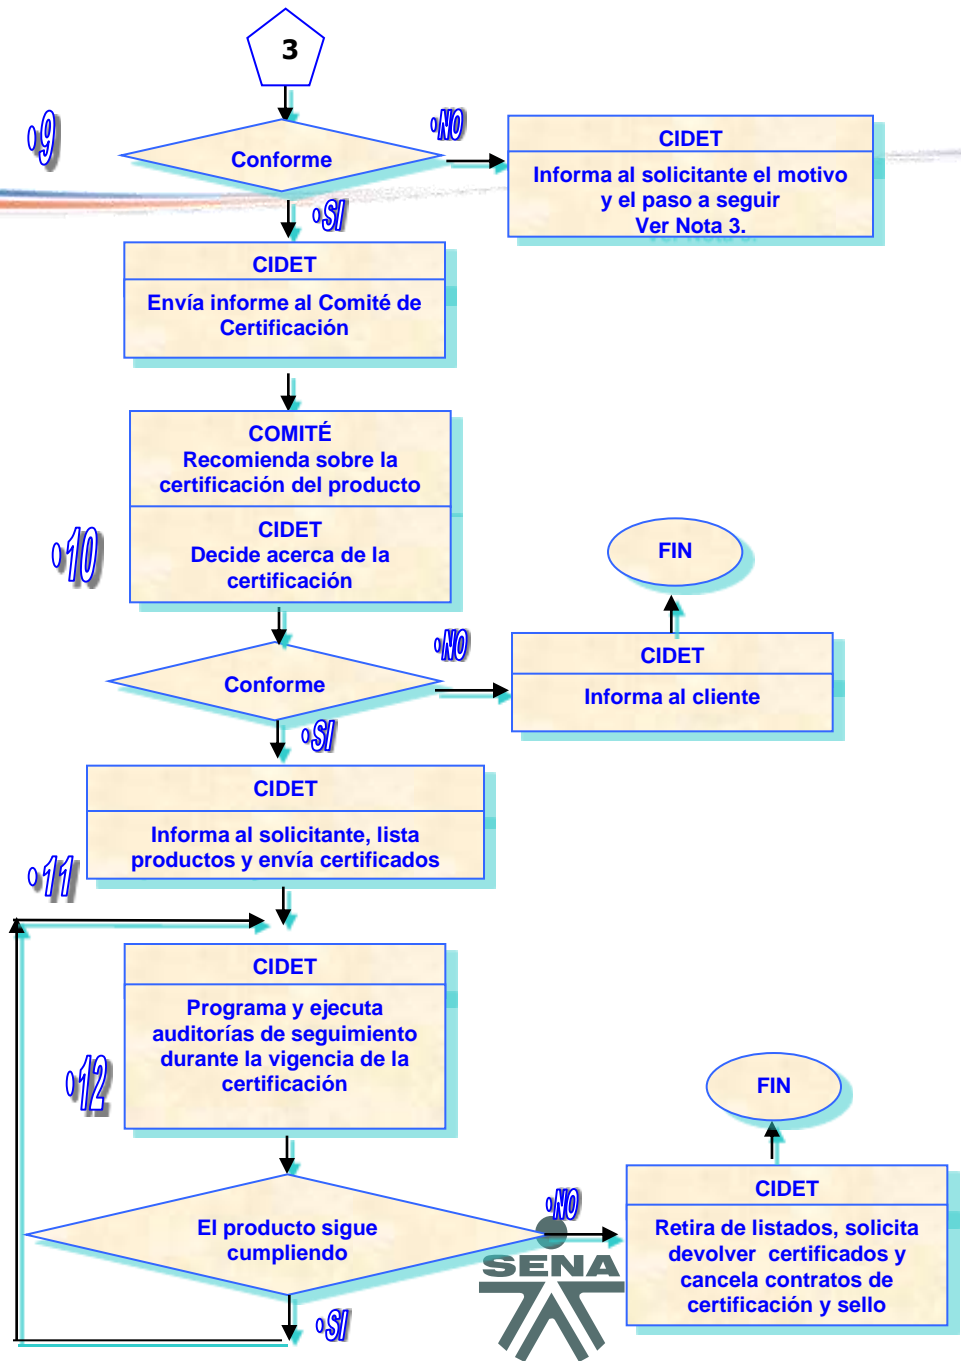 3
•9
Conforme
•NO
CIDET
Informa al solicitante el motivo
y el paso a seguir
Ver Nota 3.
•SI
CIDET
Envía informe al Comité de
Certificación
COMITÉ
Recomienda sobre la
certificación del producto
•10
CIDET
Decide acerca de la
certificación
FIN
Conforme
•NO
CIDET
Informa al cliente
•SI
CIDET
Informa al solicitante, lista
productos y envía certificados
•11
CIDET
Programa y ejecuta
auditorías de seguimiento
durante la vigencia de la
certificación
•12
FIN
El producto sigue
cumpliendo
•NO
CIDET
Retira de listados, solicita
devolver certificados y
cancela contratos de
certificación y sello
SENA
•SI